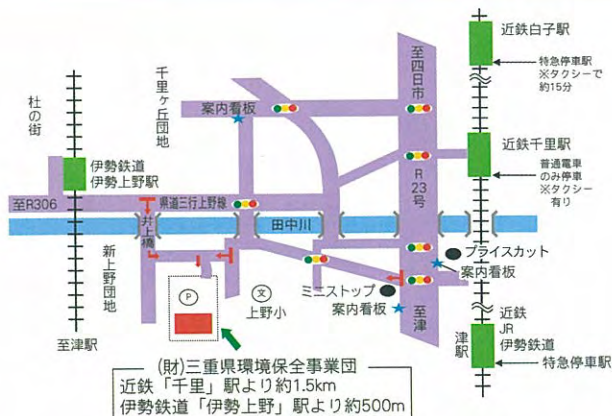 近鉄白子駅
特急停車駅
※タクシーで
約15分
至四日市
千里ヶ丘団地
案内看板
杜の街
近鉄千里駅
普通電車
のみ停車
※タクシー
有り
伊勢鉄道
伊勢上野駅
R23号
至R306
県道三行上野線
田中川
井上橋
新上野団地
プライスカット
案内看板
P
文
上野小
ミニストップ
案内看板
至津
至津駅
近鉄
JR
伊勢鉄道
津駅
特急停車駅
(財)三重県環境保全事業団
近鉄「千里」駅より約1.5km
伊勢鉄道「伊勢上野」駅より約500m